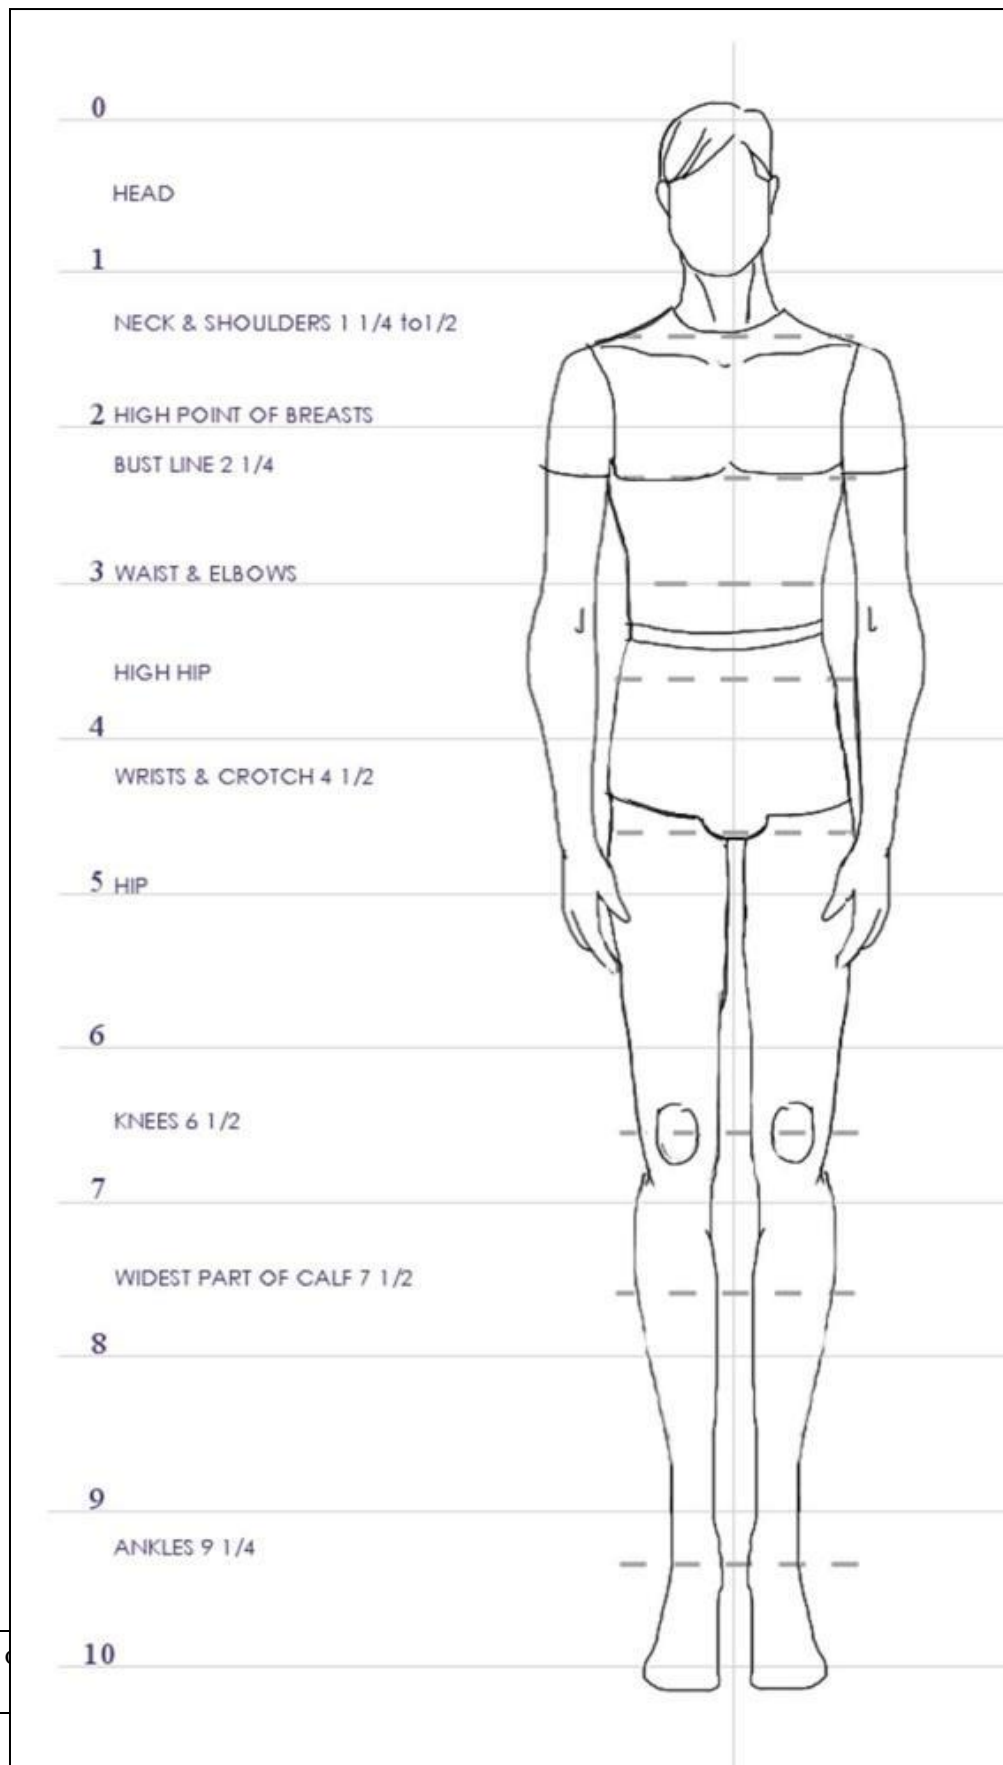 0
HEAD
1
NECK & SHOULDERS 1 1/4 to1/2
2 HIGH POINT OF BREASTS
BUST LINE 2 1/4
3 WAIST & ELBOWS
HIGH HIP
4
WRISTS & CROTCH 4 1/2
5 HIP
6
KNEES 6 1/2
7
WIDEST PART OF CALF 7 1/2
8
9
ANKLES 9 1/4
10